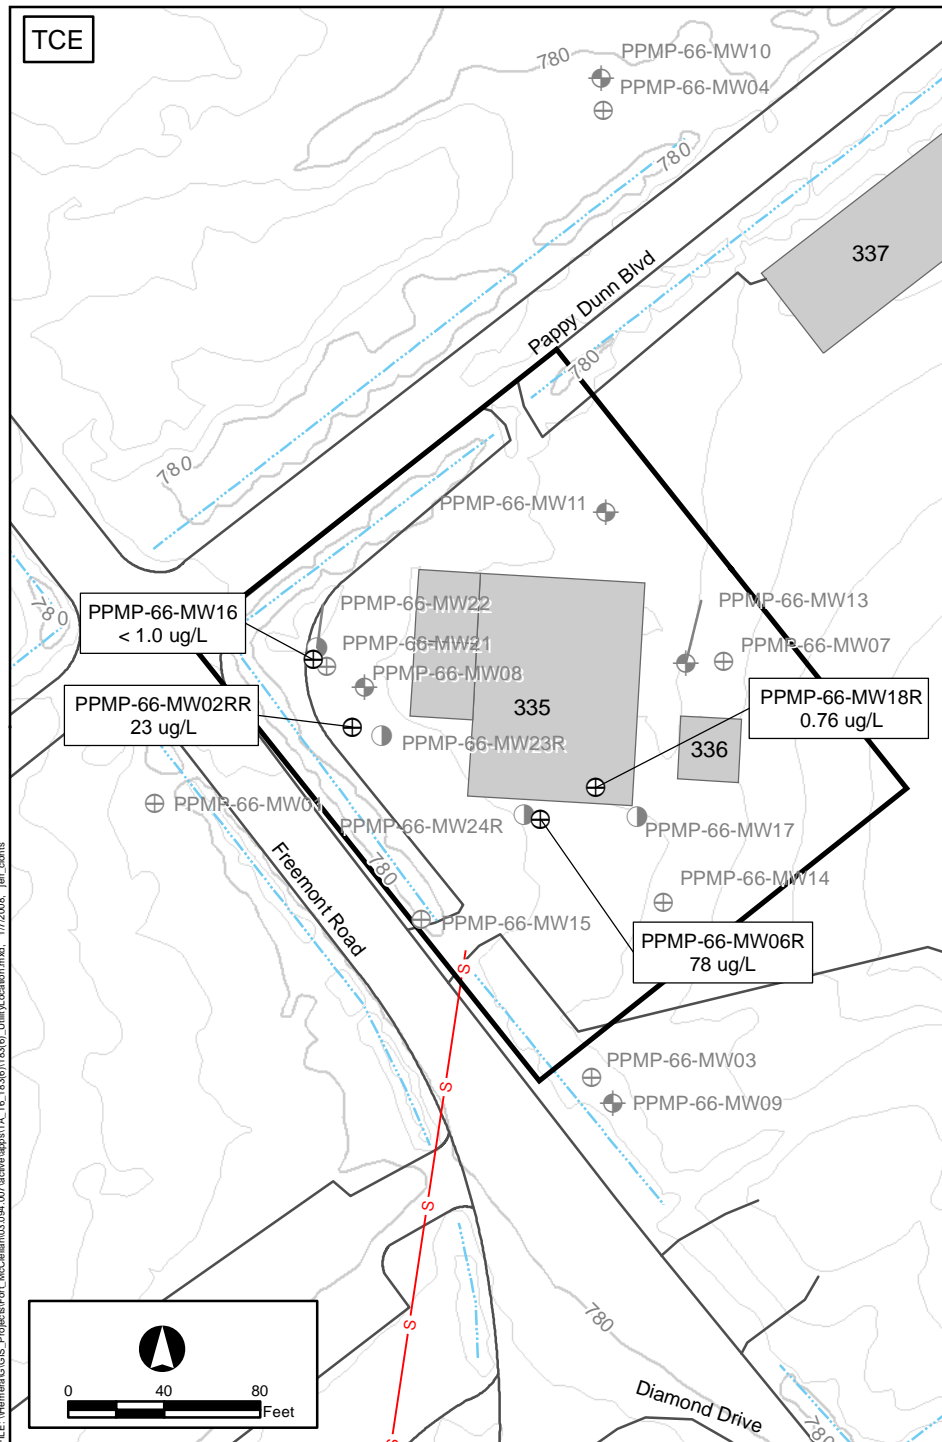 TCE
780
PPMP-66-MW10
PPMP-66-MW04
780
337
Pappy Dunn Blvd
780
780
PPMP-66-MW11
780
PPMP-66-MW16
< 1.0 ug/L
PPMP-66-MW22
PPMP-66-MW21
PPMP-66-MW08
PPMP-66-MW13
PPMP-66-MW07
PPMP-66-MW02RR
23 ug/L
PPMP-66-MW23R
335
336
PPMP-66-MW18R
0.76 ug/L
PPMP-66-MW01
PPMP-66-MW24R
PPMP-66-MW17
Freemont Road
780
PPMP-66-MW14
PPMP-66-MW15
PPMP-66-MW06R
78 ug/L
S
PPMP-66-MW03
S
PPMP-66-MW09
S
S
780
0 40 80
Feet
Diamond Drive
780
S